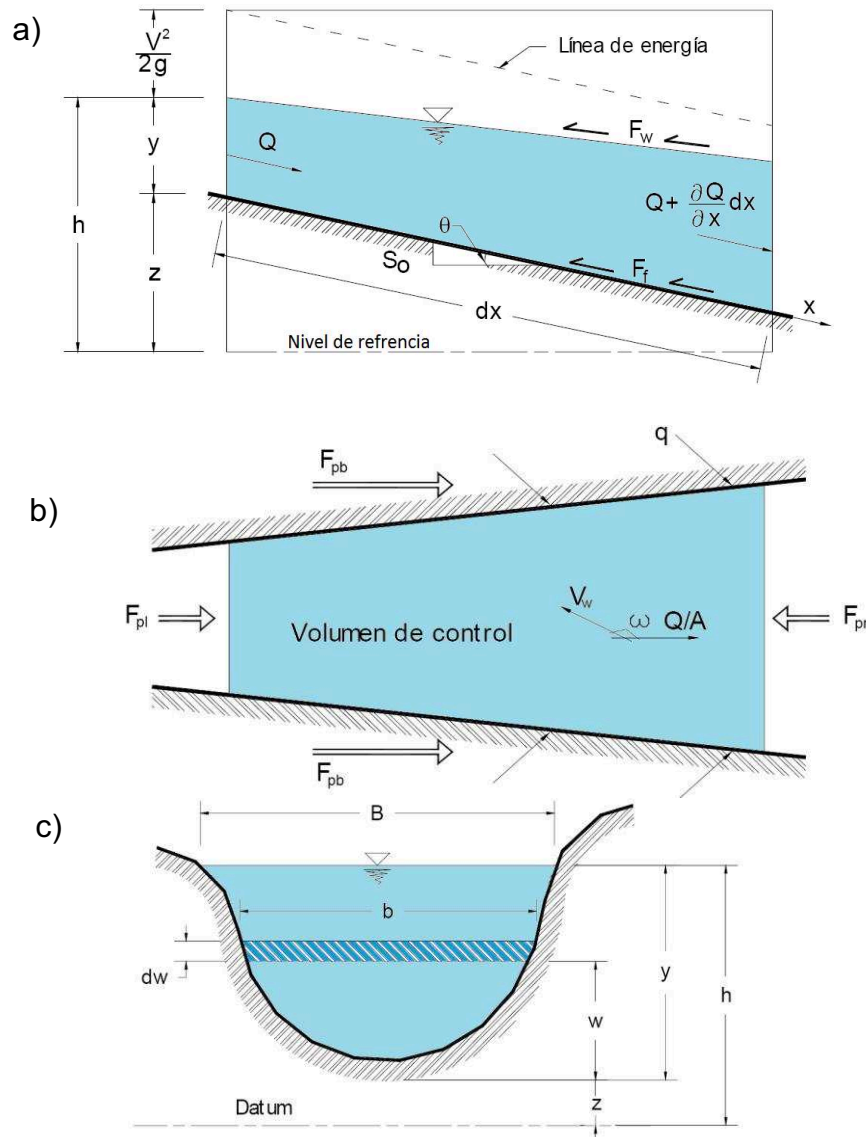 a)
V²
2g
Línea de energía
F_w
y
Q
h
Q+ ∂Q/∂x dx
θ
S_o
z
F_f
x
dx
Nivel de refrencia
q
F_pb
b)
V_w
F_pl
ω Q/A
F_pr
Volumen de control
F_pb
c)
B
b
dw
y
h
w
Datum
z